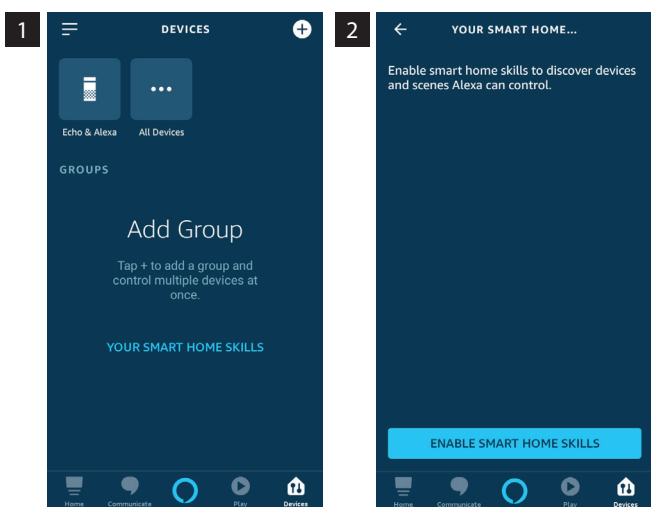 1
DEVICES
Echo & Alexa
All Devices
GROUPS
Add Group
Tap + to add a group and
control multiple devices at
once.
YOUR SMART HOME SKILLS
Home
Communicate
Play
Devices
2
YOUR SMART HOME...
Enable smart home skills to discover devices
and scenes Alexa can control.
ENABLE SMART HOME SKILLS
Home
Communicate
Play
Devices